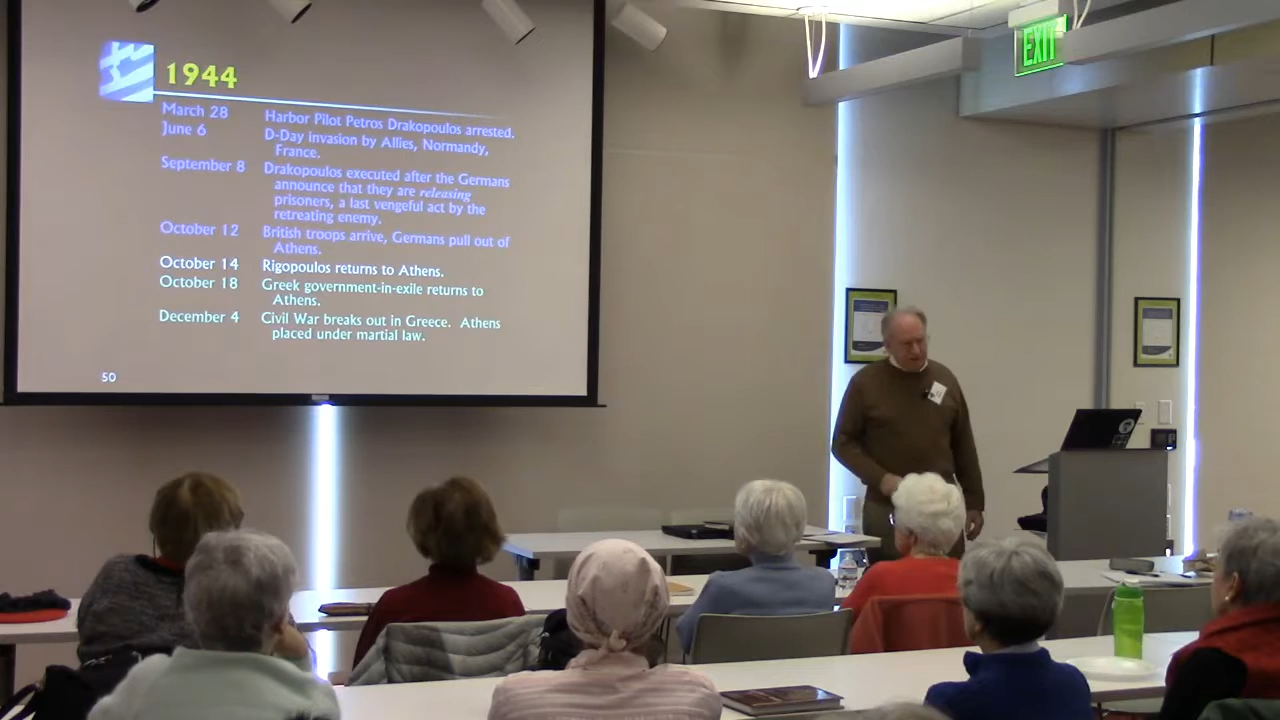 1944
March 28 Harbor Pilot Petros Drakopoulos arrested.
June 6 D-Day invasion by Allies, Normandy,
France.
September 8 Drakopoulos executed after the Germans
announce that they are releasing
prisoners, a last vengeful act by the
retreating enemy.
October 12 British troops arrive, Germans pull out of
Athens.
October 14 Rigopoulos returns to Athens.
October 18 Greek government-in-exile returns to
Athens.
December 4 Civil War breaks out in Greece. Athens
placed under martial law.
50
EXIT